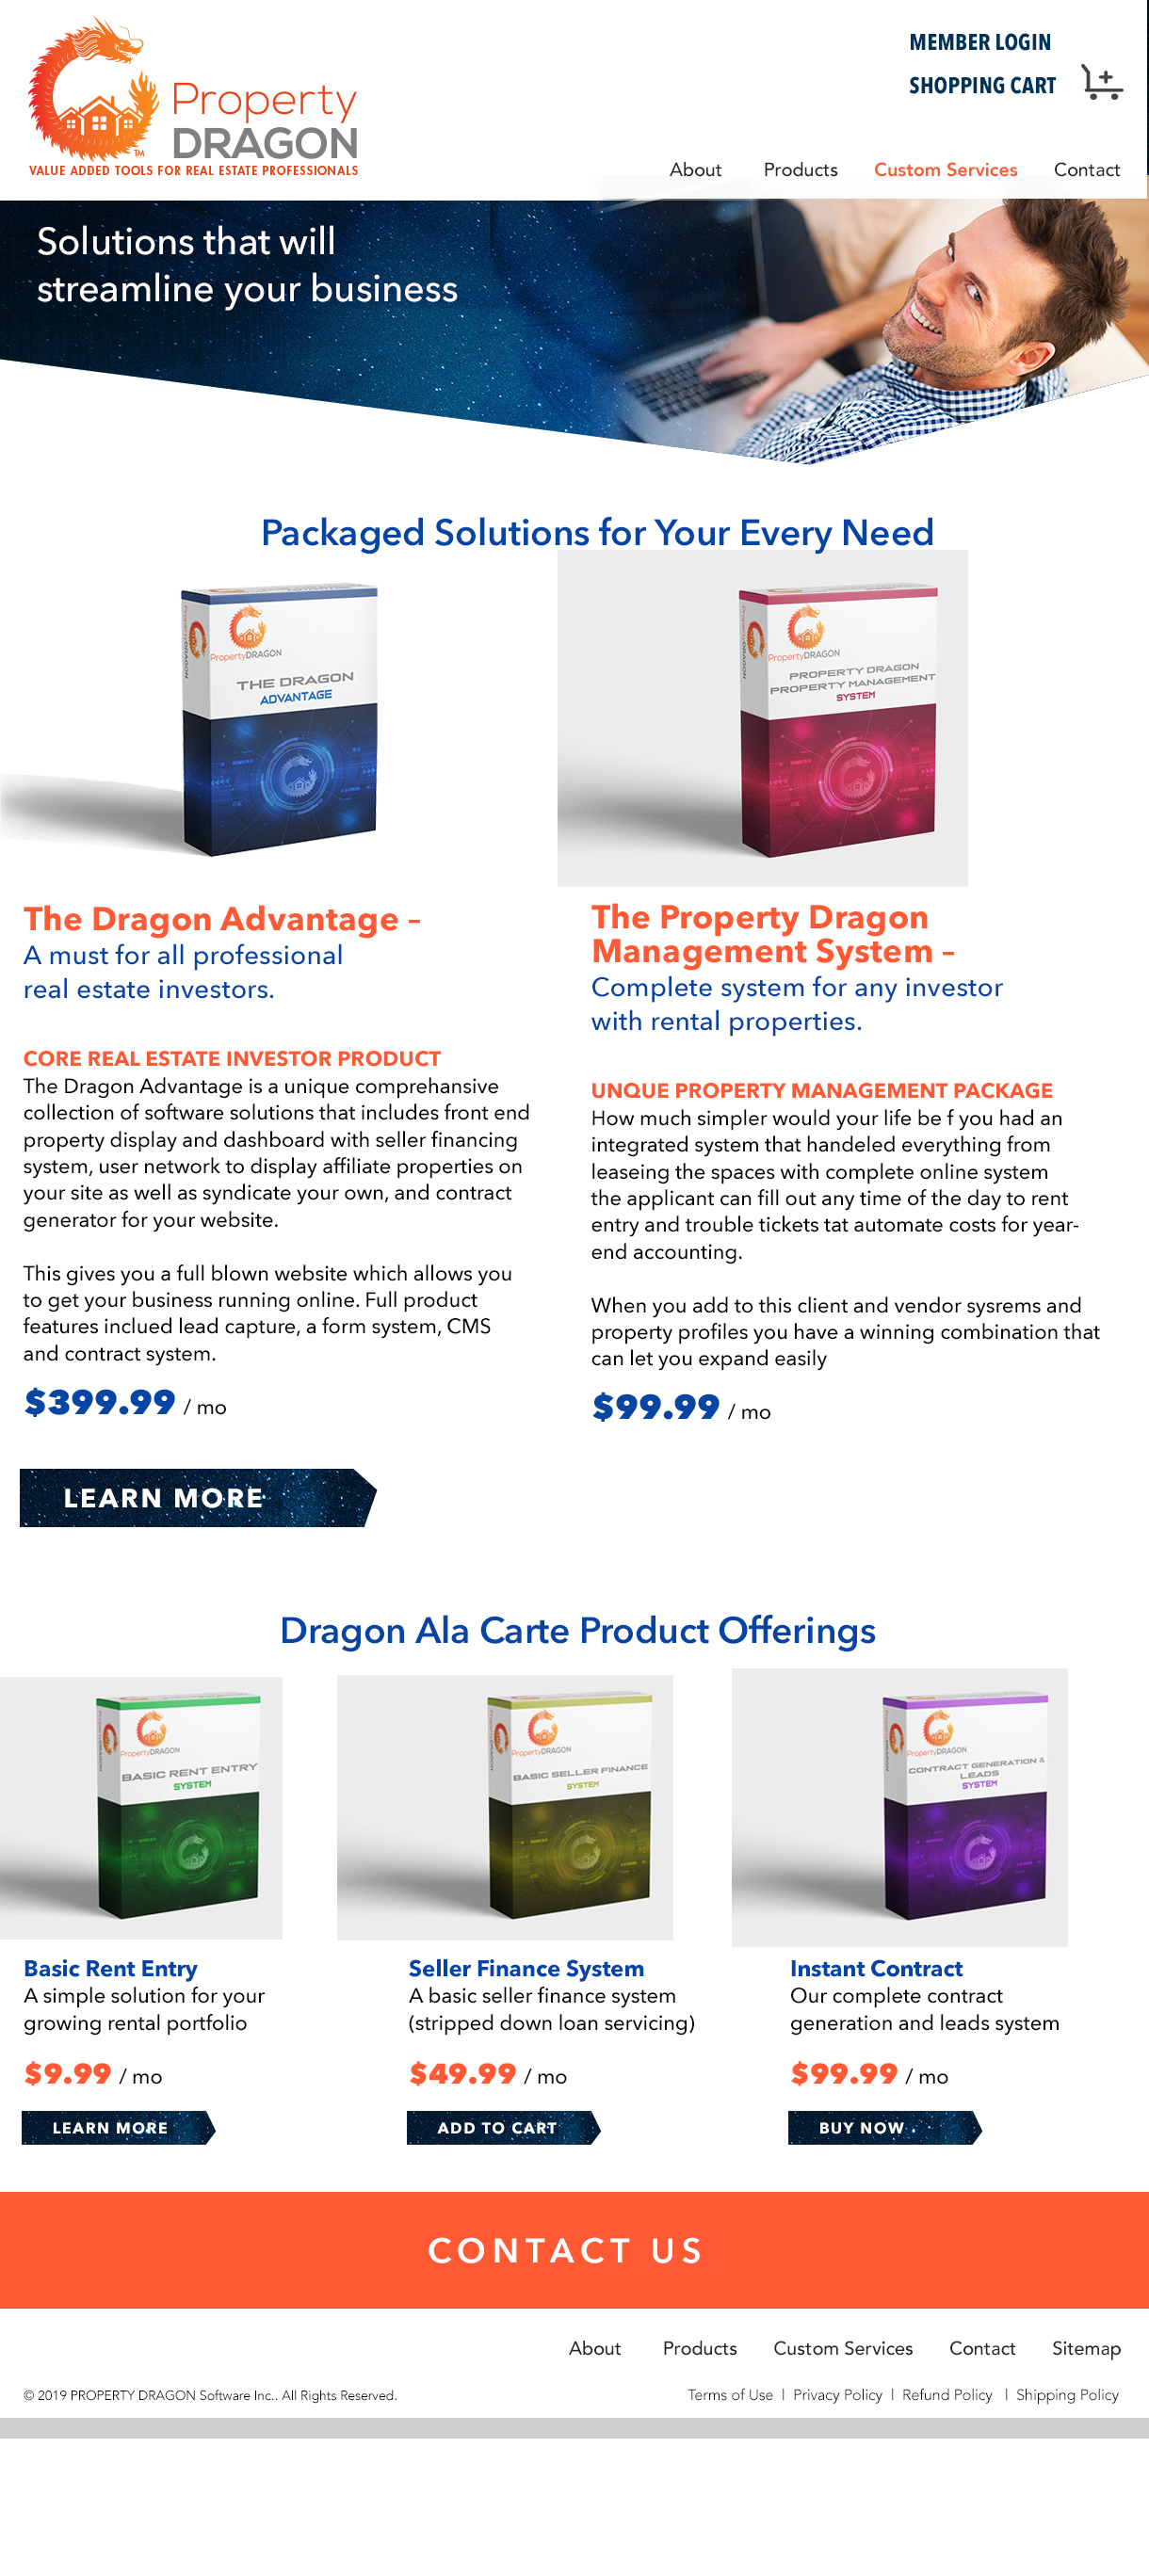 MEMBER LOGIN
SHOPPING CART
Property
DRAGON
TM
VALUE ADDED TOOLS FOR REAL ESTATE PROFESSIONALS
About Products Custom Services Contact
Solutions that will
streamline your business
Packaged Solutions for Your Every Need
PropertyDRAGON
PropertyDRAGON
THE DRAGON
ADVANTAGE
PropertyDRAGON
PropertyDRAGON
PROPERTY DRAGON
PROPERTY MANAGEMENT
SYSTEM
The Dragon Advantage –
A must for all professional
real estate investors.
CORE REAL ESTATE INVESTOR PRODUCT
The Dragon Advantage is a unique comprehansive
collection of software solutions that includes front end
property display and dashboard with seller financing
system, user network to display affiliate properties on
your site as well as syndicate your own, and contract
generator for your website.
This gives you a full blown website which allows you
to get your business running online. Full product
features inclued lead capture, a form system, CMS
and contract system.
$399.99 / mo
LEARN MORE
The Property Dragon
Management System –
Complete system for any investor
with rental properties.
UNQUE PROPERTY MANAGEMENT PACKAGE
How much simpler would your life be f you had an
integrated system that handeled everything from
leaseing the spaces with complete online system
the applicant can fill out any time of the day to rent
entry and trouble tickets tat automate costs for year-
end accounting.
When you add to this client and vendor sysrems and
property profiles you have a winning combination that
can let you expand easily
$99.99 / mo
Dragon Ala Carte Product Offerings
PropertyDRAGON
BASIC RENT ENTRY
SYSTEM
PropertyDRAGON
BASIC SELLER FINANCE
SYSTEM
PropertyDRAGON
CONTRACT GENERATION &
LEADS
SYSTEM
Basic Rent Entry
A simple solution for your
growing rental portfolio
$9.99 / mo
LEARN MORE
Seller Finance System
A basic seller finance system
(stripped down loan servicing)
$49.99 / mo
ADD TO CART
Instant Contract
Our complete contract
generation and leads system
$99.99 / mo
BUY NOW
CONTACT US
About Products Custom Services Contact Sitemap
© 2019 PROPERTY DRAGON Software Inc.. All Rights Reserved.
Terms of Use | Privacy Policy | Refund Policy | Shipping Policy